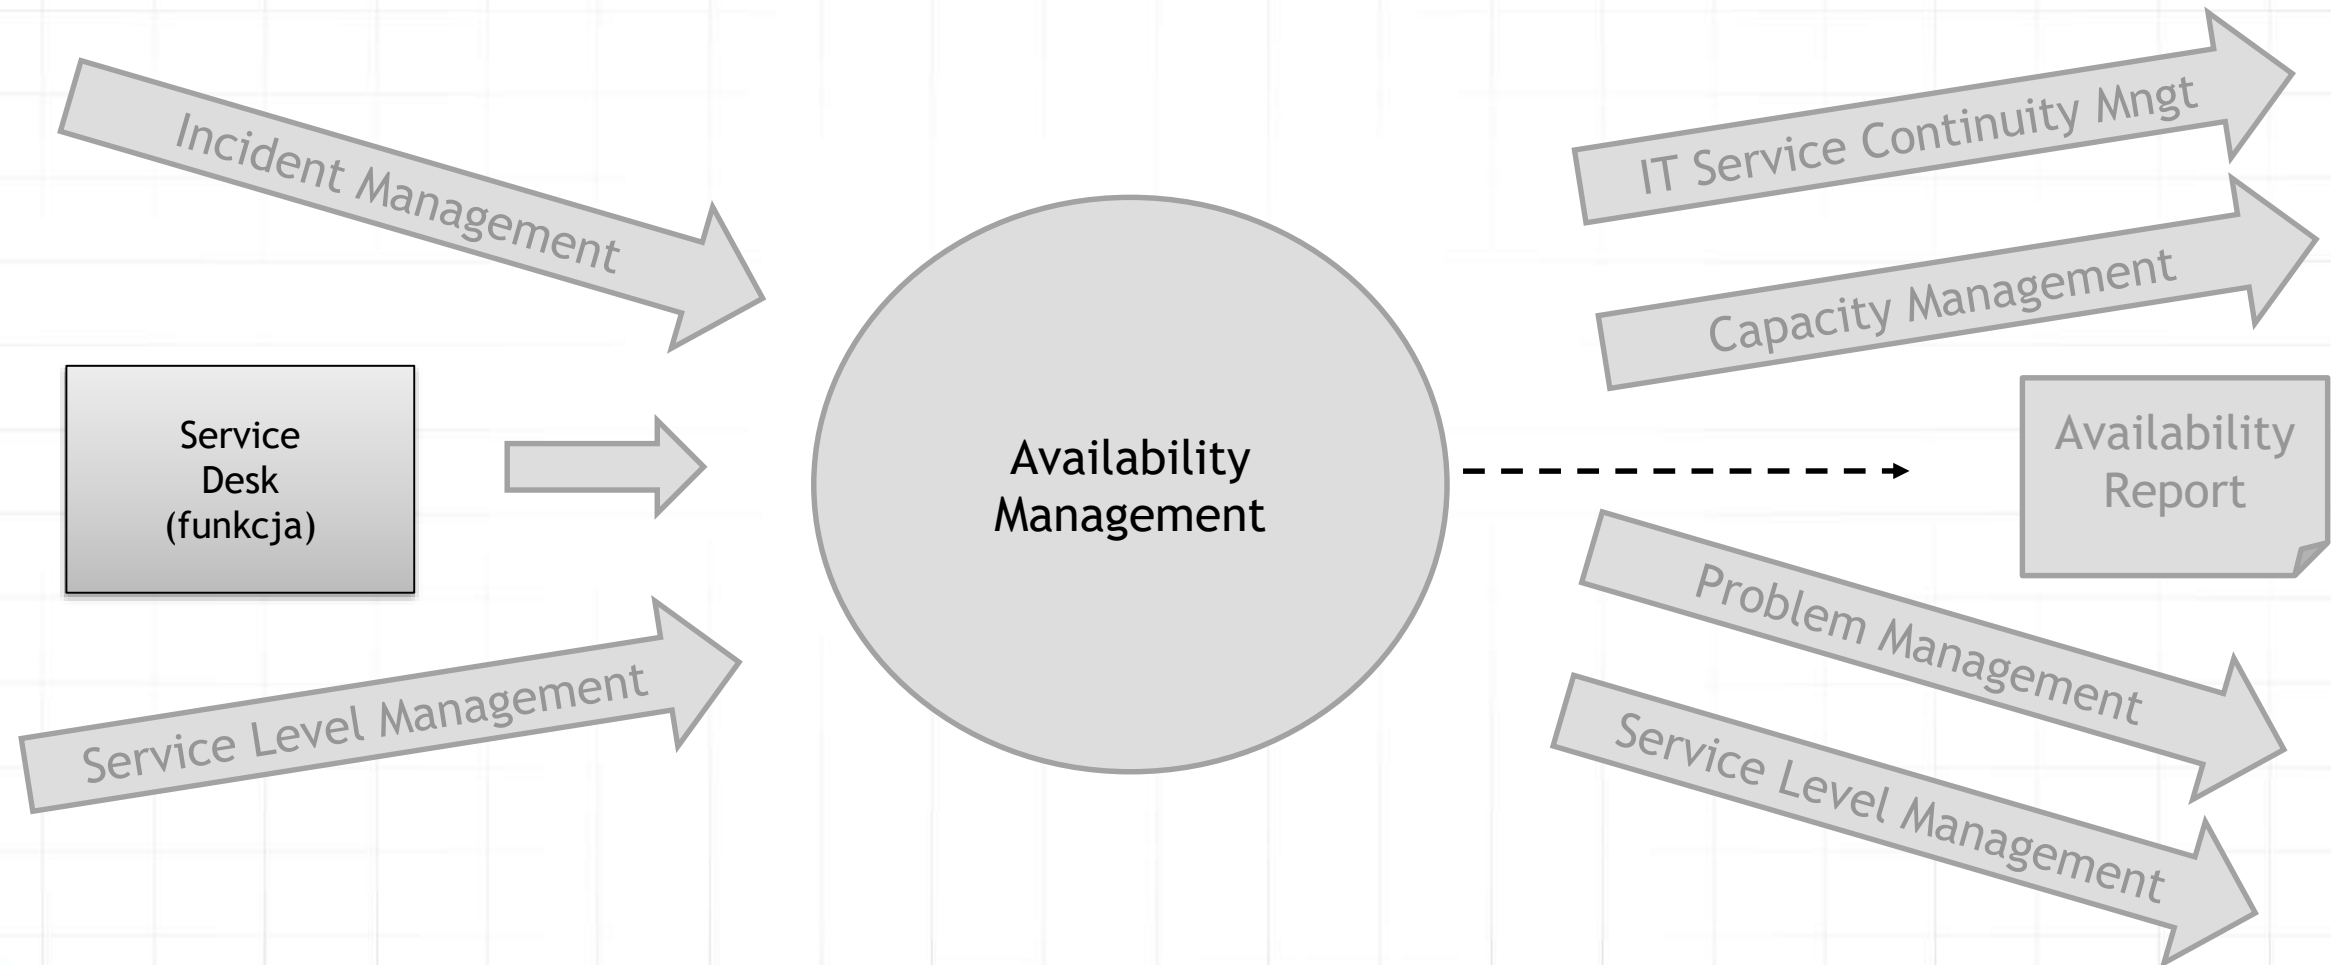 Incident Management
Service
Desk
(funkcja)
Service Level Management
Availability
Management
IT Service Continuity Mngt
Capacity Management
Availability
Report
Problem Management
Service Level Management